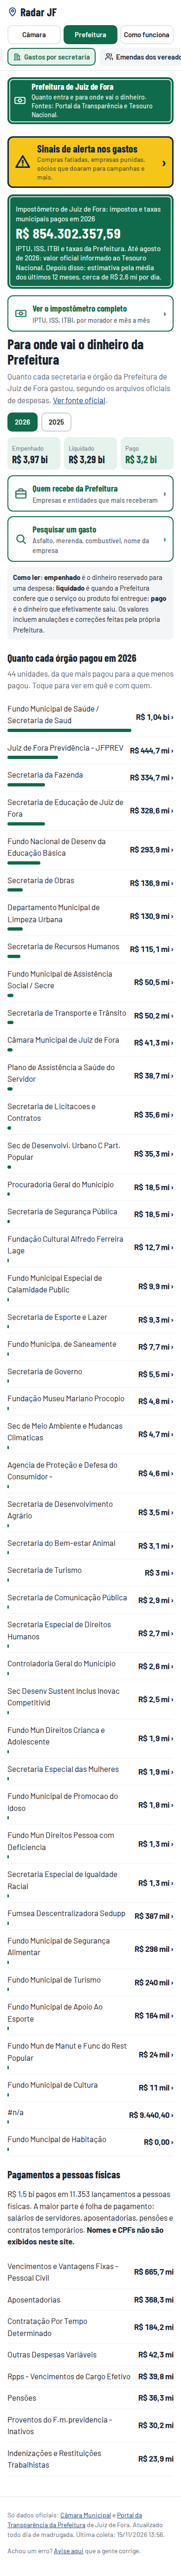 Radar JF
Câmara
Prefeitura
Como funciona
Gastos por secretaria
Emendas dos vereado
Prefeitura de Juiz de Fora
Quanto entra e para onde vai o dinheiro.
Fontes: Portal da Transparência e Tesouro
Nacional.
Sinais de alerta nos gastos
Compras fatiadas, empresas punidas,
sócios que doaram para campanhas e
mais.
Impostômetro de Juiz de Fora: impostos e taxas
municipais pagos em 2026
R$ 854.302.357,59
IPTU, ISS, ITBI e taxas da Prefeitura. Até agosto
de 2026: valor oficial informado ao Tesouro
Nacional. Depois disso: estimativa pela média
dos últimos 12 meses, cerca de R$ 2,6 mi por dia.
Ver o impostômetro completo
IPTU, ISS, ITBI, por morador e mês a mês
Para onde vai o dinheiro da
Prefeitura
Quanto cada secretaria e órgão da Prefeitura de
Juiz de Fora gastou, segundo os arquivos oficiais
de despesas. Ver fonte oficial.
2026
2025
Empenhado
R$ 3,97 bi
Liquidado
R$ 3,29 bi
Pago
R$ 3,2 bi
Quem recebe da Prefeitura
Empresas e entidades que mais receberam
Pesquisar um gasto
Asfalto, merenda, combustível, nome da
empresa
Como ler: empenhado é o dinheiro reservado para
uma despesa; liquidado é quando a Prefeitura
confere que o serviço ou produto foi entregue; pago
é o dinheiro que efetivamente saiu. Os valores
incluem anulações e correções feitas pela própria
Prefeitura.
Quanto cada órgão pagou em 2026
44 unidades, da que mais pagou para a que menos
pagou. Toque para ver em quê e com quem.
Fundo Municipal de Saúde /
Secretaria de Saud
R$ 1,04 bi ›
Juiz de Fora Previdência - JFPREV
R$ 444,7 mi ›
Secretaria da Fazenda
R$ 334,7 mi ›
Secretaria de Educação de Juiz de
Fora
R$ 328,6 mi ›
Fundo Nacional de Desenv da
Educação Básica
R$ 293,9 mi ›
Secretaria de Obras
R$ 136,9 mi ›
Departamento Municipal de
Limpeza Urbana
R$ 130,9 mi ›
Secretaria de Recursos Humanos
R$ 115,1 mi ›
Fundo Municipal de Assistência
Social / Secre
R$ 50,5 mi ›
Secretaria de Transporte e Trânsito
R$ 50,2 mi ›
Câmara Municipal de Juiz de Fora
R$ 41,3 mi ›
Plano de Assistência a Saúde do
Servidor
R$ 38,7 mi ›
Secretaria de Licitacoes e
Contratos
R$ 35,6 mi ›
Sec de Desenvolvi. Urbano C Part.
Popular
R$ 35,3 mi ›
Procuradoria Geral do Município
R$ 18,5 mi ›
Secretaria de Segurança Pública
R$ 18,5 mi ›
Fundação Cultural Alfredo Ferreira
Lage
R$ 12,7 mi ›
Fundo Municipal Especial de
Calamidade Public
R$ 9,9 mi ›
Secretaria de Esporte e Lazer
R$ 9,3 mi ›
Fundo Municipa. de Saneamento
R$ 7,7 mi ›
Secretaria de Governo
R$ 5,5 mi ›
Fundação Museu Mariano Procopio
R$ 4,8 mi ›
Sec de Meio Ambiente e Mudancas
Climaticas
R$ 4,7 mi ›
Agencia de Proteção e Defesa do
Consumidor -
R$ 4,6 mi ›
Secretaria do Desenvolvimento
Agrário
R$ 3,5 mi ›
Secretaria do Bem-estar Animal
R$ 3,1 mi ›
Secretaria de Turismo
R$ 3 mi ›
Secretaria de Comunicação Pública
R$ 2,9 mi ›
Secretaria Especial de Direitos
Humanos
R$ 2,7 mi ›
Controladoria Geral do Município
R$ 2,6 mi ›
Sec Desenv Sustent Inclus Inovac
Competitivid
R$ 2,5 mi ›
Fundo Mun Direitos Crianca e
Adolescente
R$ 1,9 mi ›
Secretaria Especial das Mulheres
R$ 1,9 mi ›
Fundo Municipal de Promocao do
Idoso
R$ 1,8 mi ›
Fundo Mun Direitos Pessoa com
Deficiencia
R$ 1,3 mi ›
Secretaria Especial de Igualdade
Racial
R$ 1,3 mi ›
Fumsea Descentralizadora Sedupp
R$ 387 mil ›
Fundo Municipal de Segurança
Alimentar
R$ 298 mil ›
Fundo Municipal de Turismo
R$ 240 mil ›
Fundo Municipal de Apoio Ao
Esporte
R$ 164 mil ›
Fundo Mun de Manut e Func do Rest
Popular
R$ 24 mil ›
Fundo Municipal de Cultura
R$ 11 mil ›
#n/a
R$ 9.440,40 ›
Fundo Muncipal de Habitação
R$ 0,00 ›
Pagamentos a pessoas físicas
R$ 1,5 bi pagos em 11.353 lançamentos a pessoas
físicas. A maior parte é folha de pagamento:
salários de servidores, aposentadorias, pensões e
contratos temporários. Nomes e CPFs não são
exibidos neste site.
Vencimentos e Vantagens Fixas -
Pessoal Civil
R$ 665,7 mi
Aposentadorias
R$ 368,3 mi
Contratação Por Tempo
Determinado
R$ 184,2 mi
Outras Despesas Variáveis
R$ 42,3 mi
Rpps - Vencimentos de Cargo Efetivo
R$ 39,8 mi
Pensões
R$ 36,3 mi
Proventos do F.m.previdencia -
Inativos
R$ 30,2 mi
Indenizações e Restituições
Trabalhistas
R$ 23,9 mi
Só dados oficiais: Câmara Municipal e Portal da
Transparência da Prefeitura de Juiz de Fora. Atualizado
todo dia de madrugada. Última coleta: 15/11/2026 13:56.
Achou um erro? Avise aqui que a gente corrige.